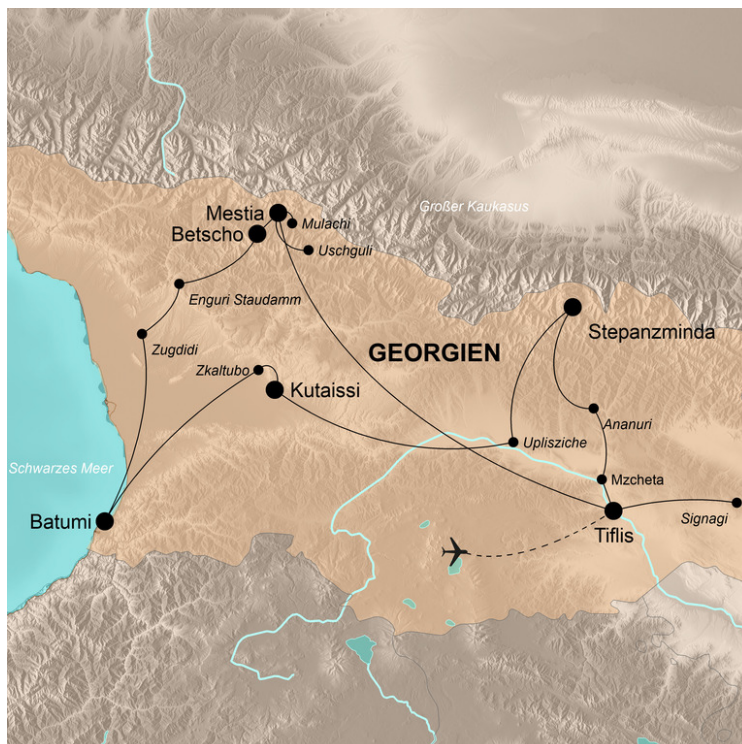 Großer Kaukasus
Mestia
Mulachi
Betscho
Uschguli
Enguri Staudamm
Stepanzminda
Zugdidi
GEORGIEN
Zkaltubo
Kutaissi
Ananuri
Uplisziche
Schwarzes Meer
Mzcheta
Batumi
Signagi
Tiflis